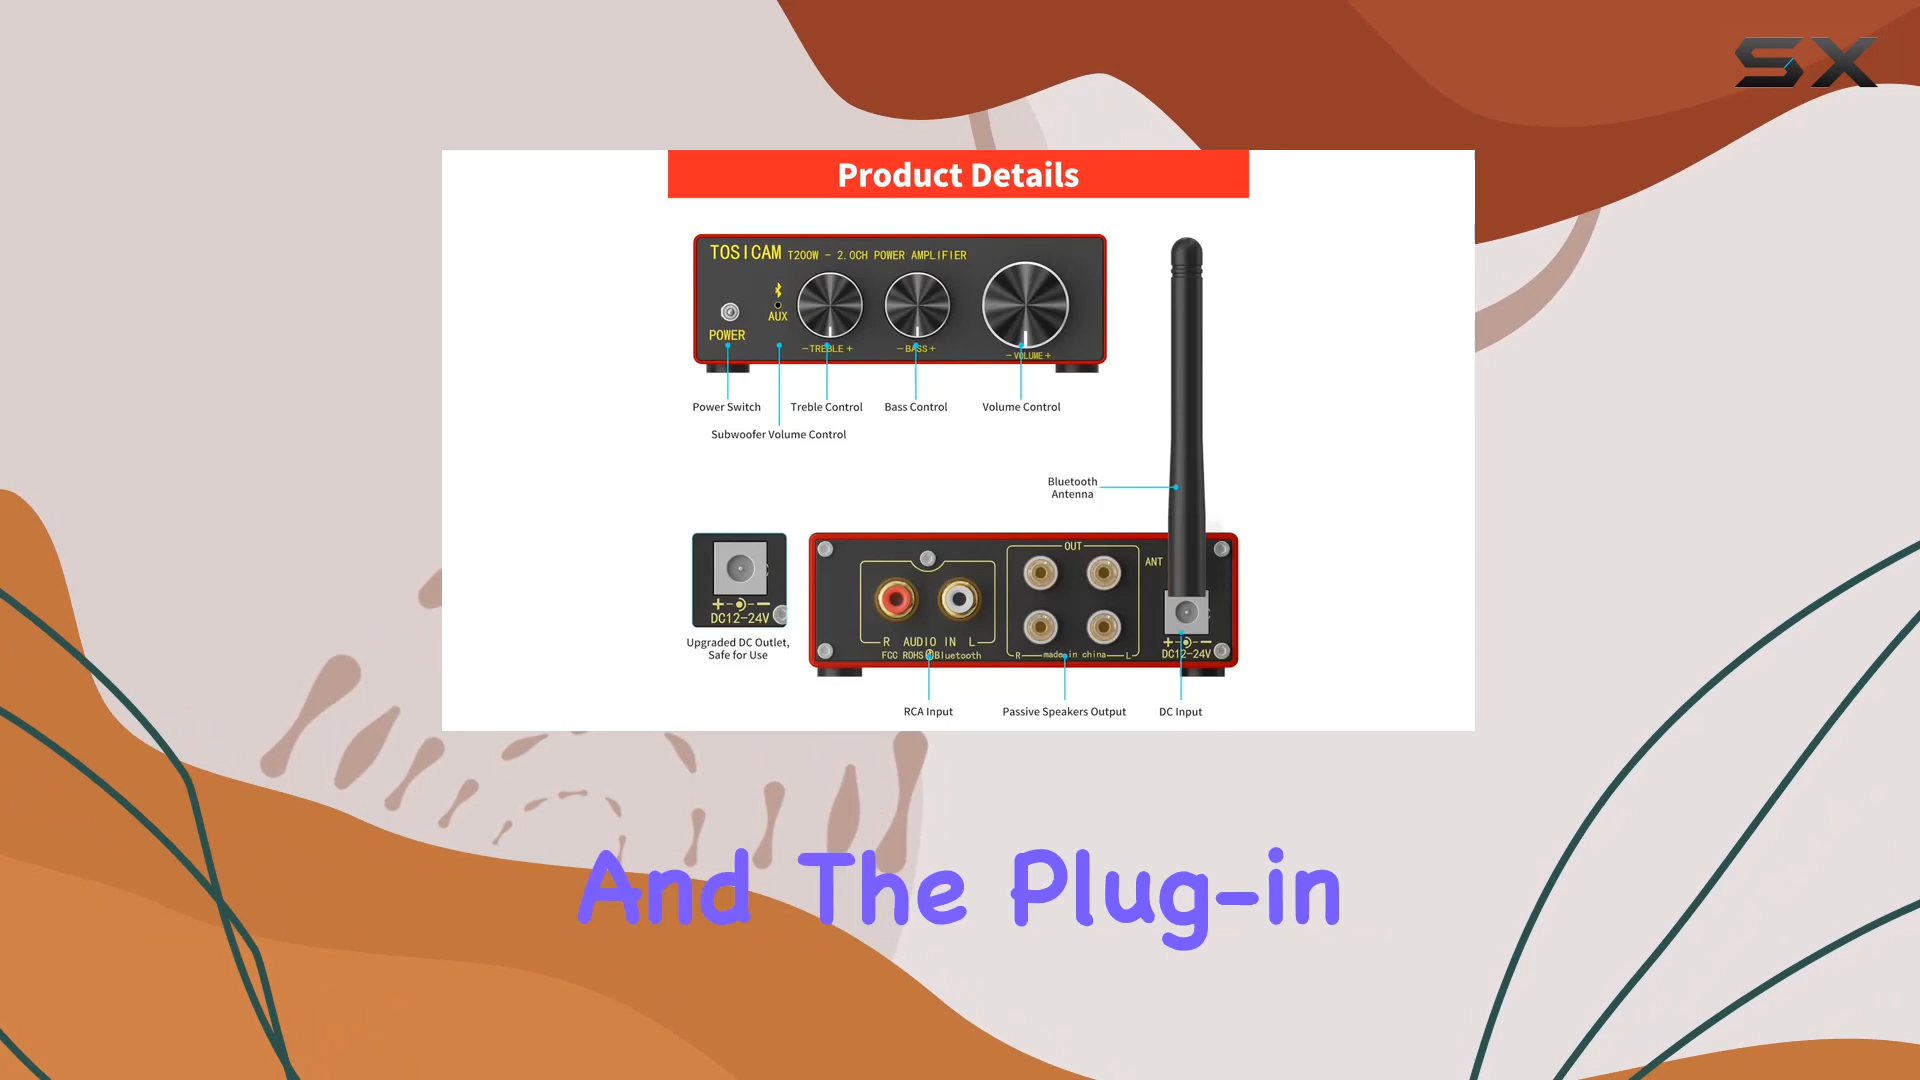 SX
Product Details
TOSICAM T200W - 2.0CH POWER AMPLIFIER
AUX
POWER
-TREBLE+
-BASS+
-VOLUME+
Power Switch
Treble Control
Bass Control
Volume Control
Subwoofer Volume Control
Bluetooth
Antenna
OUT
ANT
DC12-24V
Upgraded DC Outlet,
Safe for Use
R AUDIO IN L
FCC ROHS Bluetooth
R made in china L
DC12-24V
RCA Input
Passive Speakers Output
DC Input
And The Plug-in